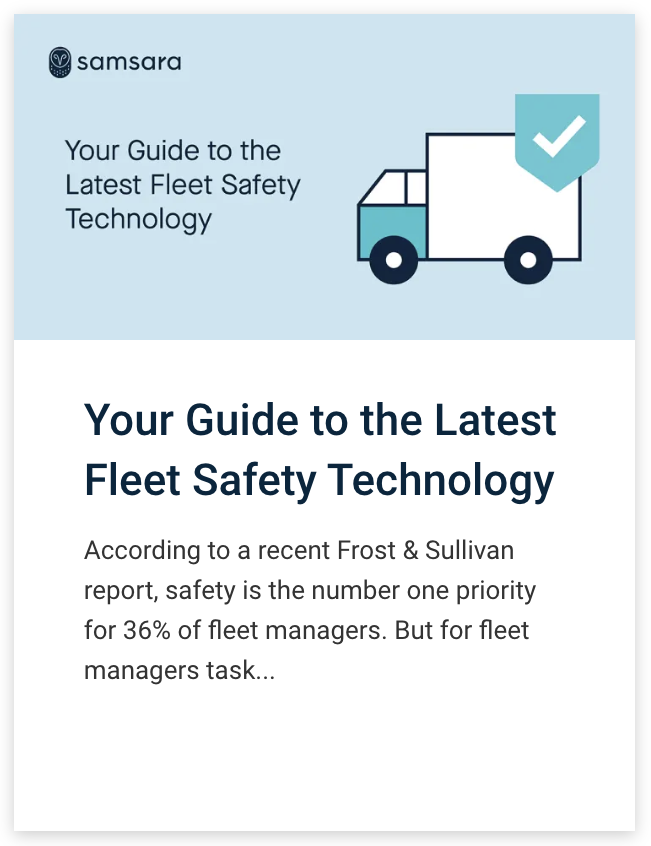 samsara
Your Guide to the
Latest Fleet Safety
Technology
Your Guide to the Latest
Fleet Safety Technology
According to a recent Frost & Sullivan
report, safety is the number one priority
for 36% of fleet managers. But for fleet
managers task...